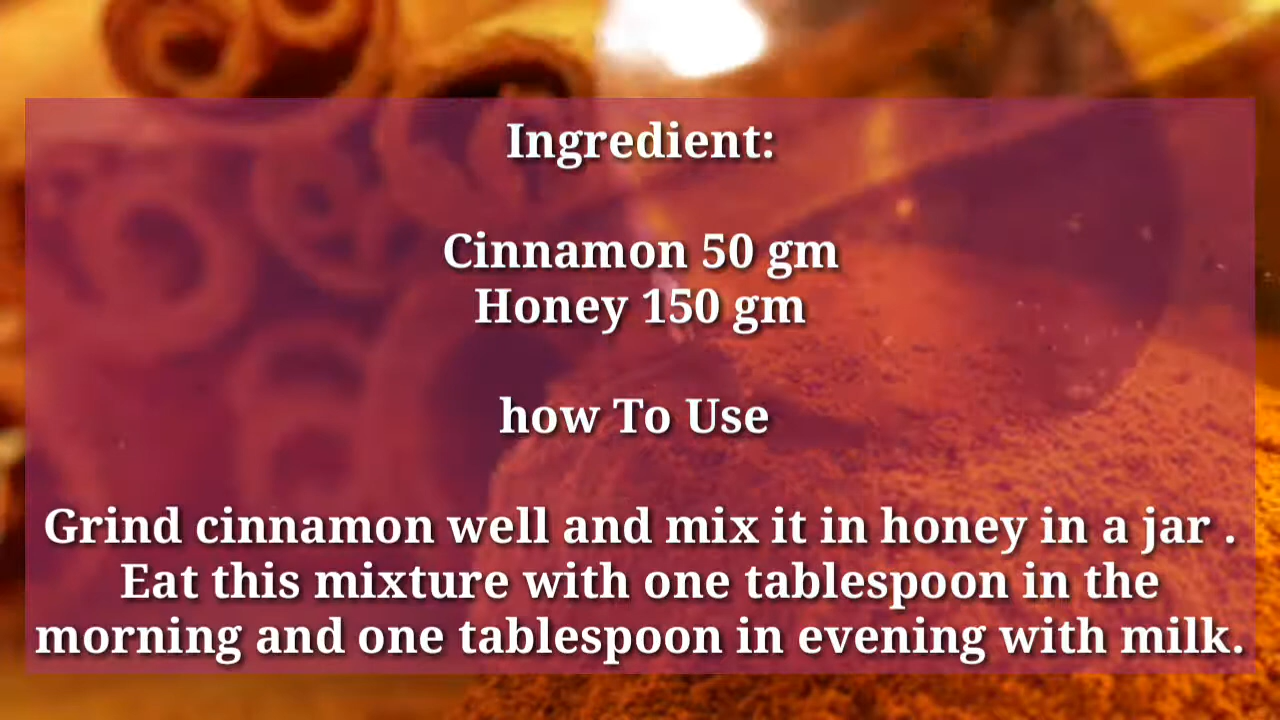 Ingredient:
Cinnamon 50 gm
Honey 150 gm
how To Use
Grind cinnamon well and mix it in honey in a jar .
Eat this mixture with one tablespoon in the
morning and one tablespoon in evening with milk.